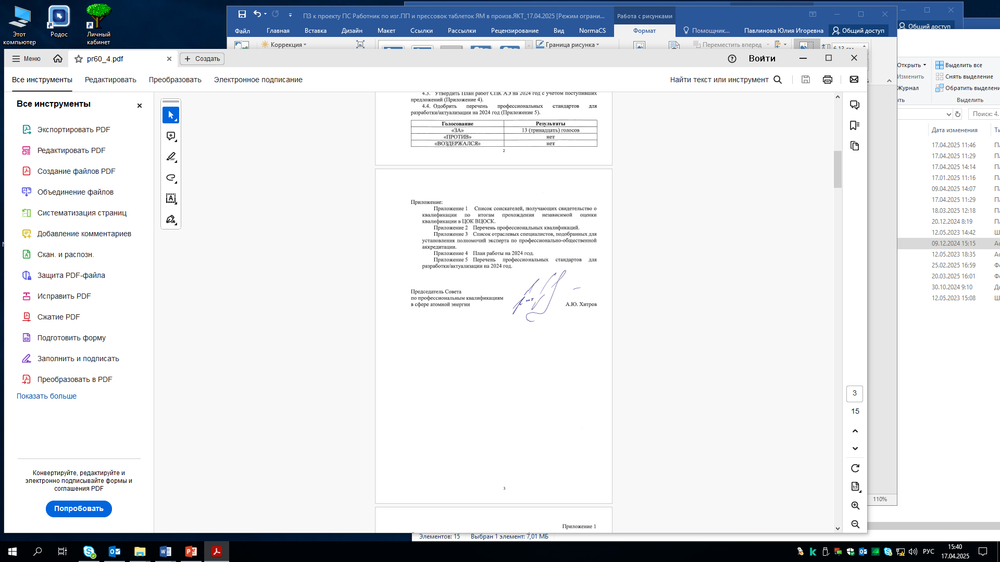 Этот компьютер
Родос
Личный кабинет
ПЗ к проекту ПС Работник по изг.ПП и прессовок таблеток ЯМ в произв.ЯКТ_17.04.2025 [Режим ограни...
Работа с рисунками
Файл Главная Вставка Дизайн Макет Ссылки Рассылки Рецензирование Вид NormaCS Формат Помощник... Павлинова Юлия Игоревна Общий доступ
Общий доступ
Коррекция
Граница рисунка
Переместить вперед
Меню
pr60_4.pdf
Создать
Войти
Все инструменты Редактировать Преобразовать Электронное подписание
Найти текст или инструмент
Все инструменты
Экспортировать PDF
Редактировать PDF
Создание файлов PDF
Объединение файлов
Систематизация страниц
Добавление комментариев
Скан. и распозн.
Защита PDF-файла
Исправить PDF
Сжатие PDF
Подготовить форму
Заполнить и подписать
Преобразовать в PDF
Показать больше
Конвертируйте, редактируйте и
электронно подписывайте формы и
соглашения PDF
Попробовать
4.3. Утвердить План работ СПК АЭ на 2024 год с учетом поступивших
предложений (Приложение 4).
4.4. Одобрить перечень профессиональных стандартов для
разработки/актуализации на 2024 год (Приложение 5).
Голосование Результаты
«ЗА» 13 (тринадцать) голосов
«ПРОТИВ» нет
«ВОЗДЕРЖАЛСЯ» нет
2
Приложение:
Приложение 1 Список соискателей, получающих свидетельство о
квалификации по итогам прохождения независимой оценки
квалификации в ЦОК ВЦОСК.
Приложение 2 Перечень профессиональных квалификаций.
Приложение 3 Список отраслевых специалистов, подобранных для
установления полномочий эксперта по профессионально-общественной
аккредитации.
Приложение 4 План работы на 2024 год.
Приложение 5 Перечень профессиональных стандартов для
разработки/актуализации на 2024 год.
Председатель Совета
по профессиональным квалификациям
в сфере атомной энергии А.Ю. Хитров
3
Приложение 1
3
15
110%
Открыть
Изменить
Журнал
Выделить все
Снять выделение
Обратить выделени
Выделить
Поиск: 4.
Дата изменения
17.04.2025 11:46
17.04.2025 11:29
17.04.2025 14:14
17.01.2025 11:16
09.04.2025 14:07
17.04.2025 11:29
18.03.2025 12:18
20.12.2024 8:19
12.05.2023 14:42
09.12.2024 15:15
12.05.2023 18:35
25.02.2025 16:59
20.03.2025 16:01
30.10.2024 9:10
12.05.2023 15:08
Элементов: 15 Выбран 1 элемент: 7,01 МБ
РУС
15:40
17.04.2025